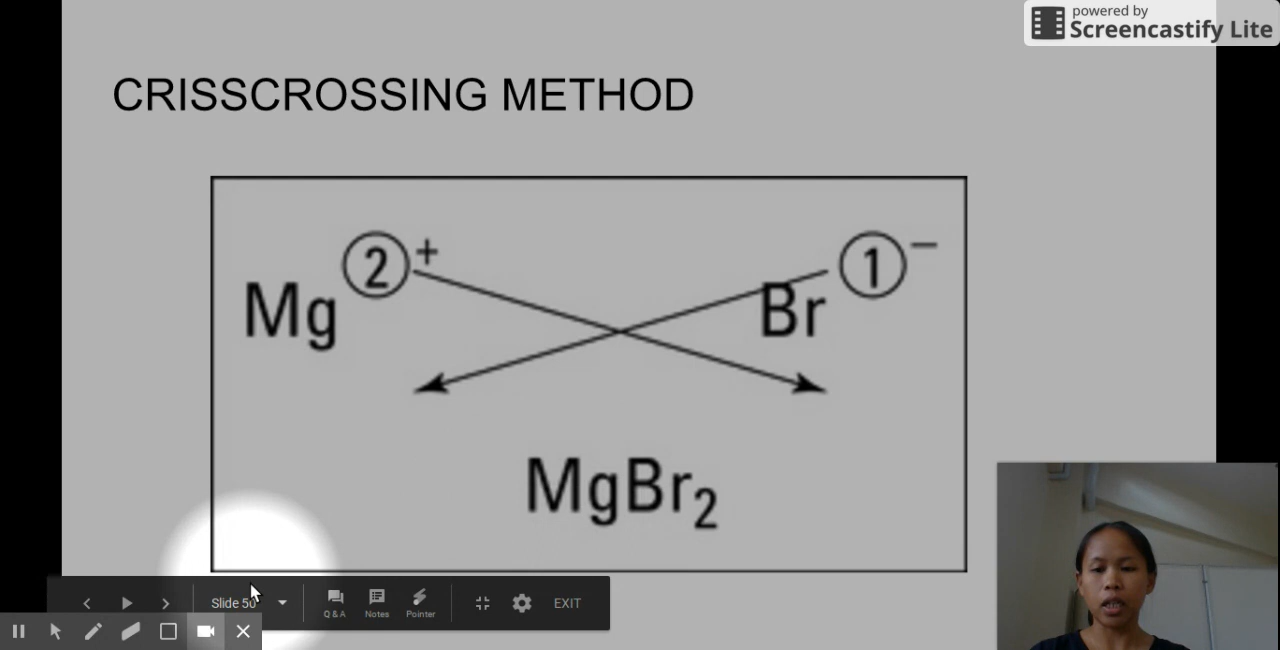 powered by
Screencastify Lite
CRISSCROSSING METHOD
Mg 2+ Br 1−
MgBr2
Slide 50
Q & A Notes Pointer EXIT